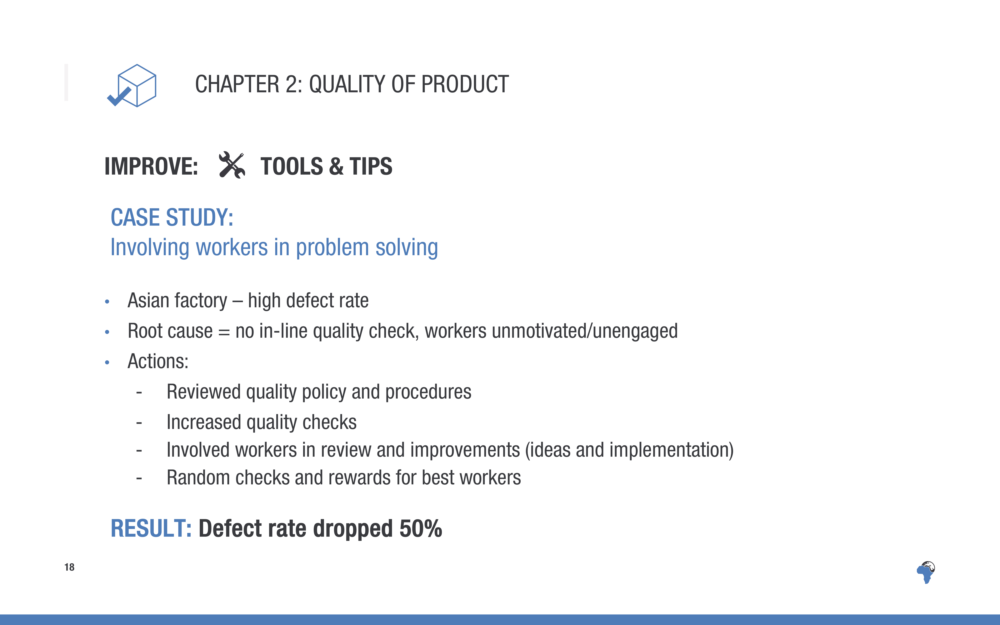 CHAPTER 2: QUALITY OF PRODUCT
IMPROVE: TOOLS & TIPS
CASE STUDY:
Involving workers in problem solving
• Asian factory – high defect rate
• Root cause = no in-line quality check, workers unmotivated/unengaged
• Actions:
- Reviewed quality policy and procedures
- Increased quality checks
- Involved workers in review and improvements (ideas and implementation)
- Random checks and rewards for best workers
RESULT: Defect rate dropped 50%
18